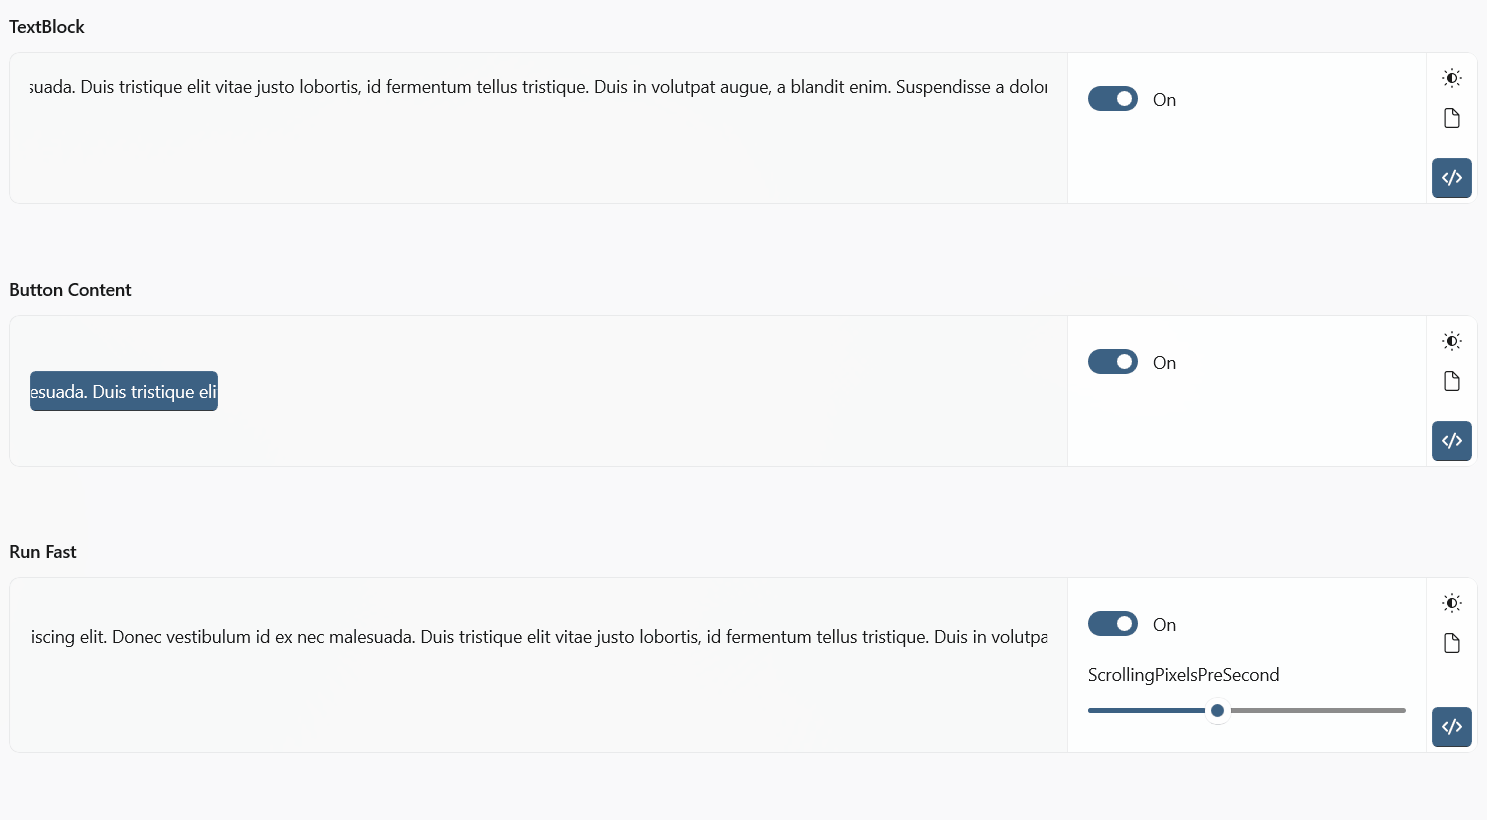 TextBlock
suada. Duis tristique elit vitae justo lobortis, id fermentum tellus tristique. Duis in volutpat augue, a blandit enim. Suspendisse a dolor
On
Button Content
esuada. Duis tristique eli
On
Run Fast
iscing elit. Donec vestibulum id ex nec malesuada. Duis tristique elit vitae justo lobortis, id fermentum tellus tristique. Duis in volutpa
On
ScrollingPixelsPreSecond